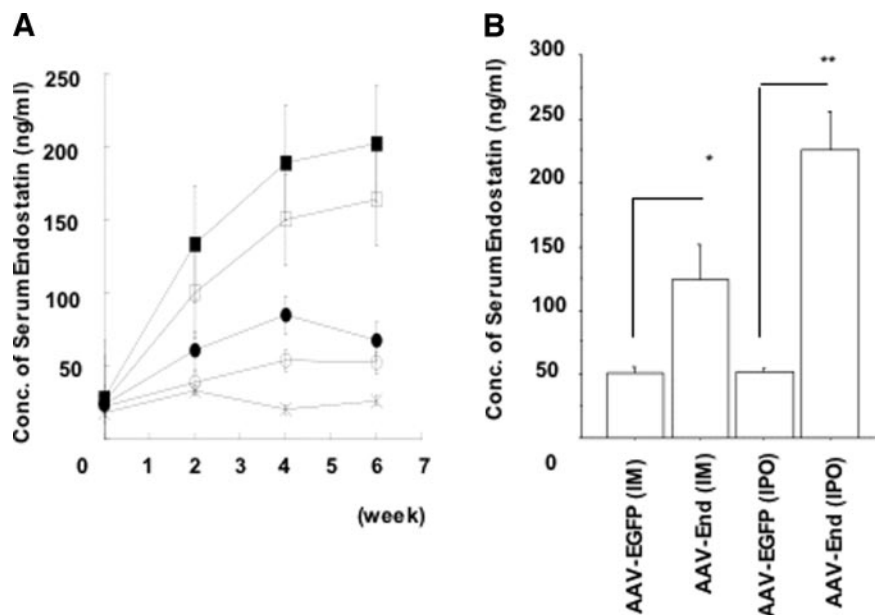 A
Conc. of Serum Endostatin (ng/ml)
250
200
150
100
50
0 1 2 4 6 7
(week)
B
Conc. of Serum Endostatin (ng/ml)
300
250
200
150
100
50
0
*
**
AAV-EGFP (IM)
AAV-End (IM)
AAV-EGFP (IPO)
AAV-End (IPO)